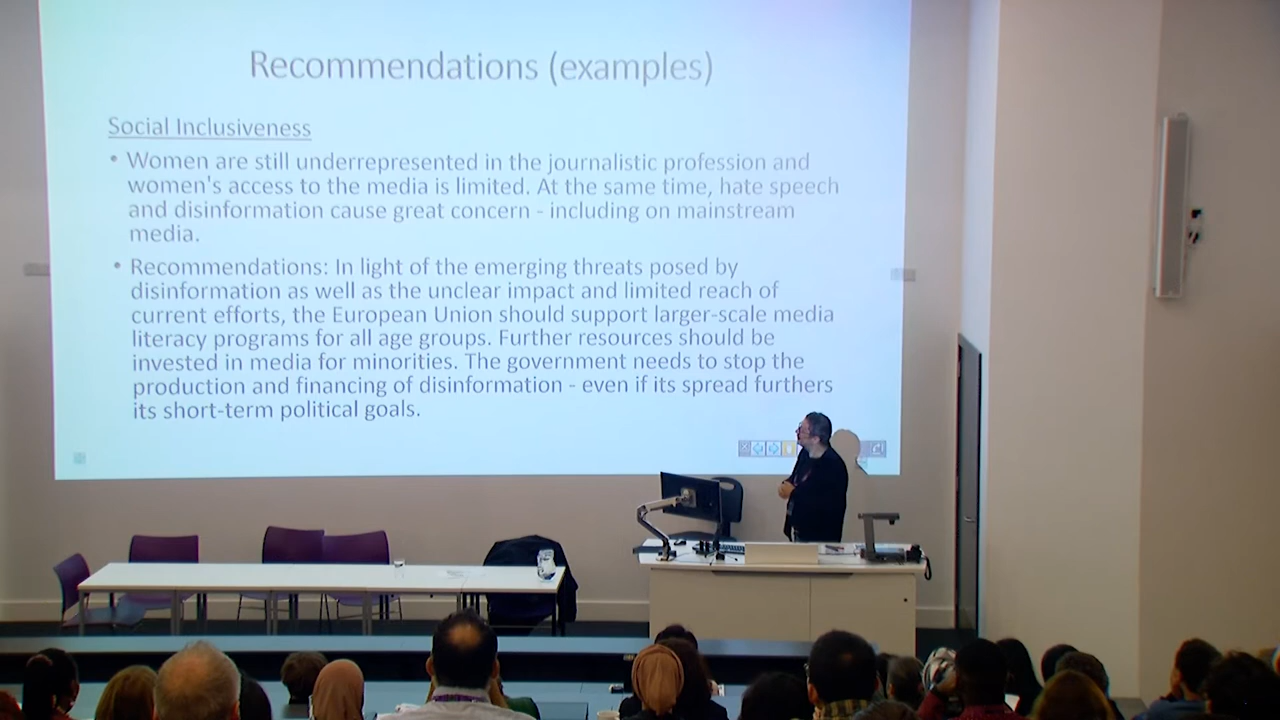 Recommendations (examples)
Social Inclusiveness
• Women are still underrepresented in the journalistic profession and
women's access to the media is limited. At the same time, hate speech
and disinformation cause great concern - including on mainstream
media.
• Recommendations: In light of the emerging threats posed by
disinformation as well as the unclear impact and limited reach of
current efforts, the European Union should support larger-scale media
literacy programs for all age groups. Further resources should be
invested in media for minorities. The government needs to stop the
production and financing of disinformation - even if its spread furthers
its short-term political goals.